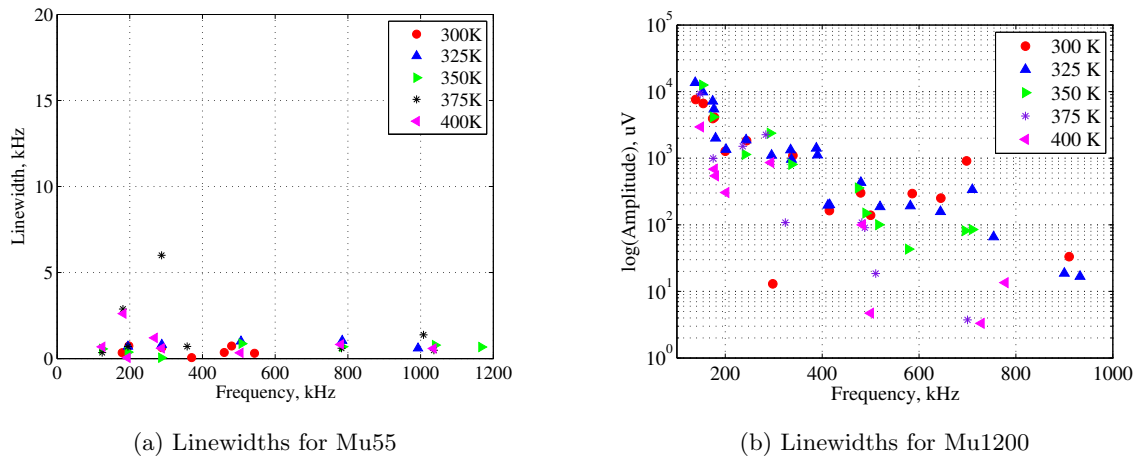 20
15
10
5
0
0
200
400
600
800
1000
1200
Linewidth, kHz
Frequency, kHz
300K
325K
350K
375K
400K
(a) Linewidths for Mu55
10^5
10^4
10^3
10^2
10^1
10^0
200
400
600
800
1000
log(Amplitude), uV
Frequency, kHz
300 K
325 K
350 K
375 K
400 K
(b) Linewidths for Mu1200